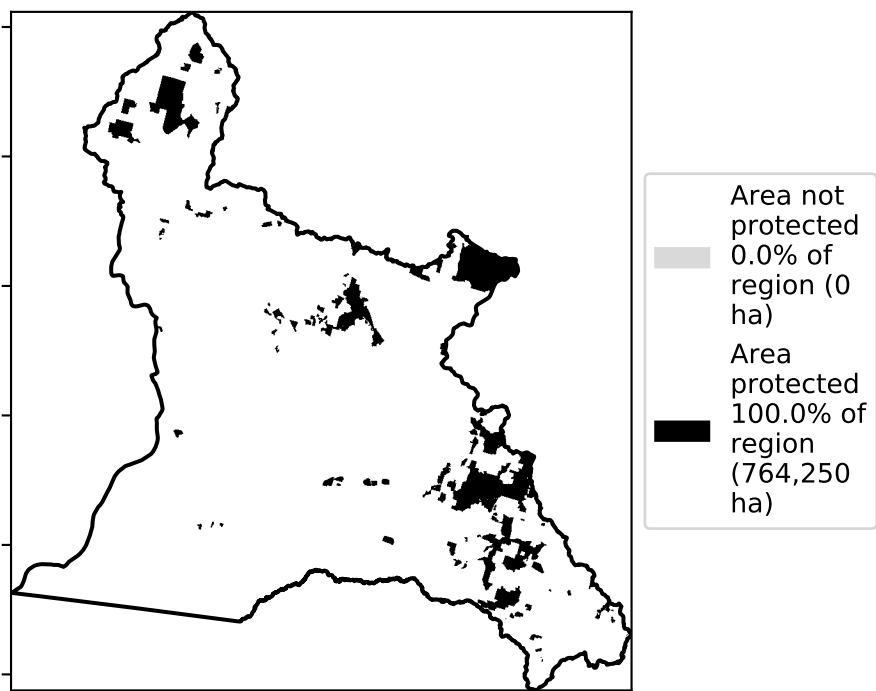 Area not
protected
0.0% of
region (0
ha)
Area
protected
100.0% of
region
(764,250
ha)